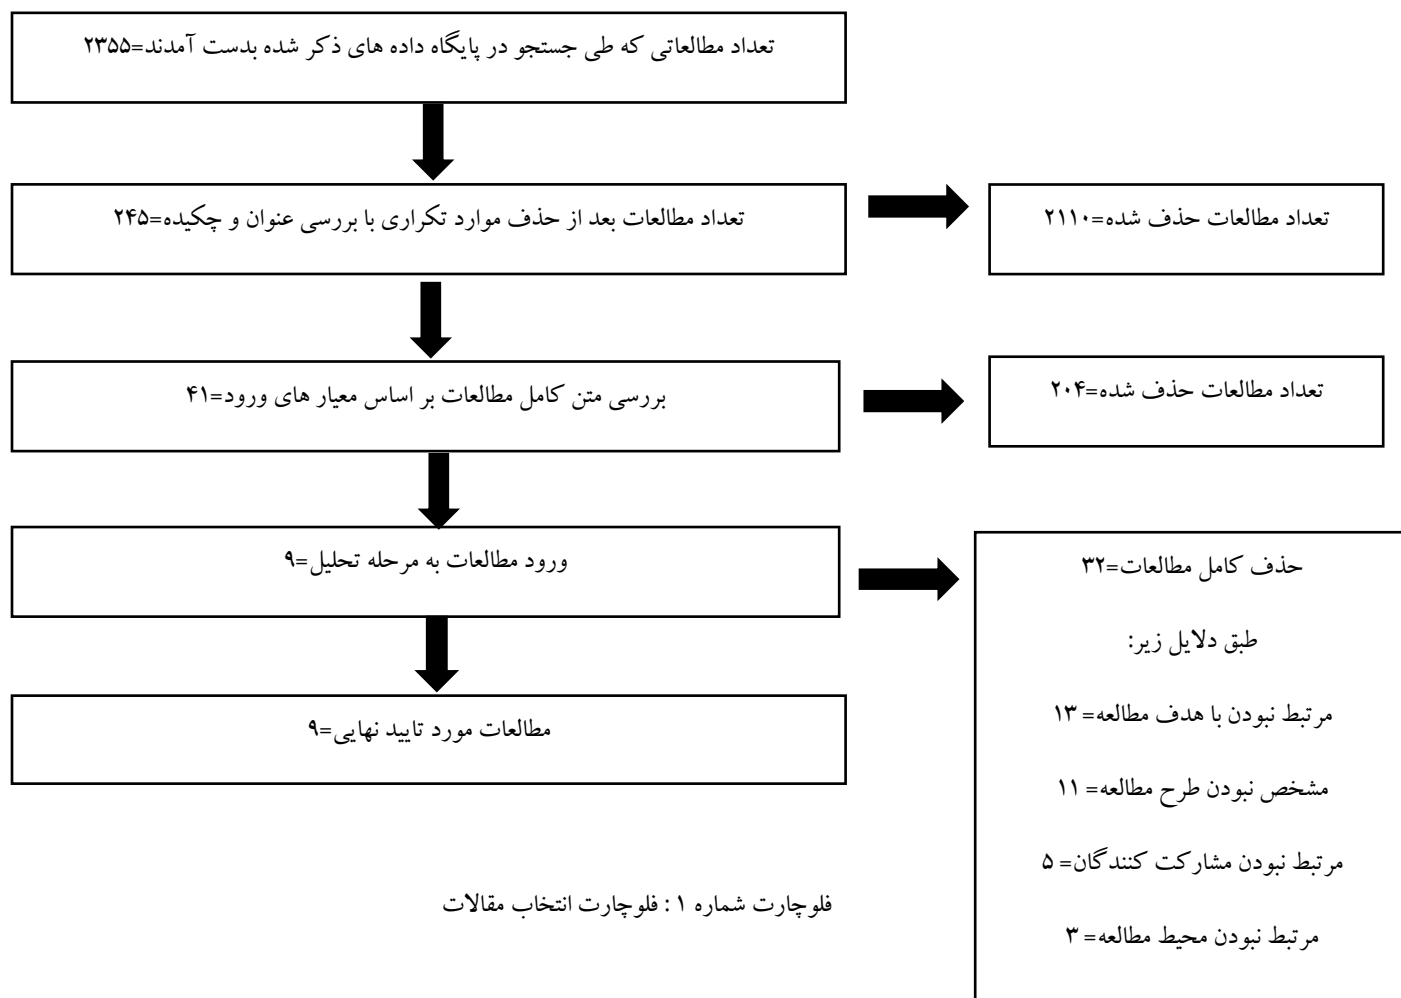 تعداد مطالعاتی که طی جستجو در پایگاه داده های ذکر شده بدست آمدند=۲۳۵۵
تعداد مطالعات بعد از حذف موارد تکراری با بررسی عنوان و چکیده=۲۴۵
تعداد مطالعات حذف شده=۲۱۱۰
بررسی متن کامل مطالعات بر اساس معیار های ورود=۴۱
تعداد مطالعات حذف شده=۲۰۴
ورود مطالعات به مرحله تحلیل=۹
حذف کامل مطالعات=۳۲
طبق دلایل زیر:
مرتبط نبودن با هدف مطالعه= ۱۳
مشخص نبودن طرح مطالعه= ۱۱
مرتبط نبودن مشارکت کنندگان= ۵
مرتبط نبودن محیط مطالعه= ۳
مطالعات مورد تایید نهایی=۹
فلوچارت شماره ۱ : فلوچارت انتخاب مقالات